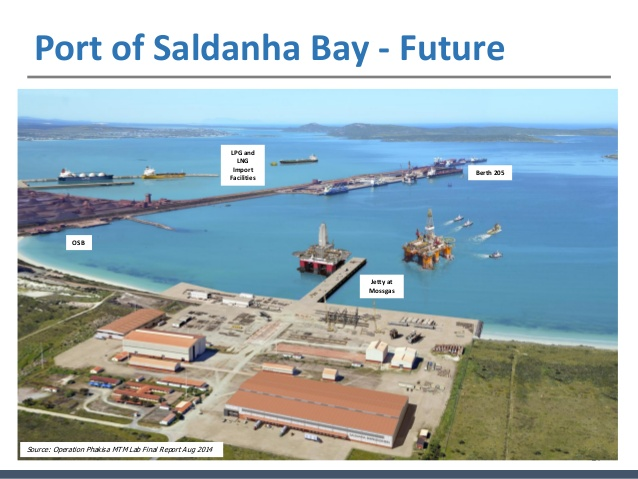 Port of Saldanha Bay - Future
LPG and
LNG
Import
Facilities
Berth 205
OSB
Jetty at
Mossgas
Source: Operation Phakisa MTM Lab Final Report Aug 2014